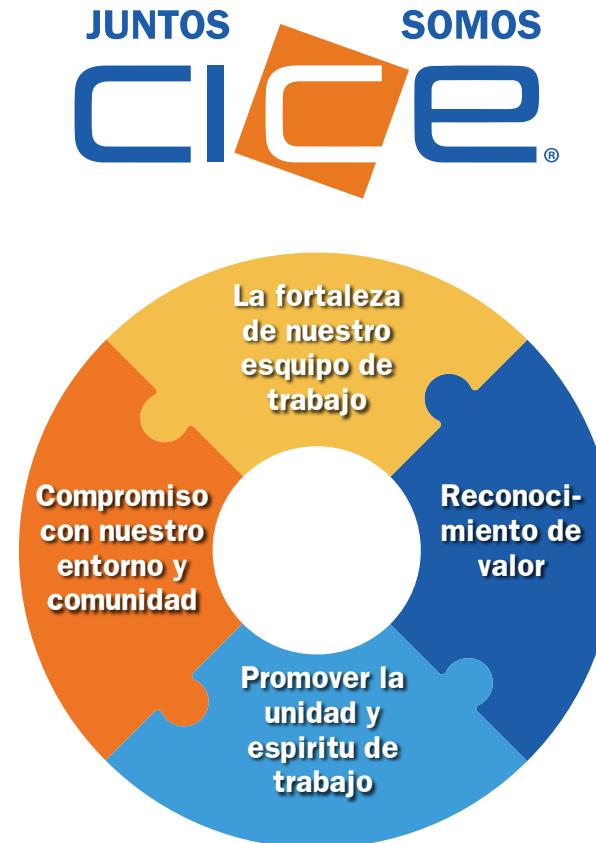 JUNTOS SOMOS
CICE®
La fortaleza
de nuestro
esquipo de
trabajo
Compromiso
con nuestro
entorno y
comunidad
Reconoci-
miento de
valor
Promover la
unidad y
espiritu de
trabajo